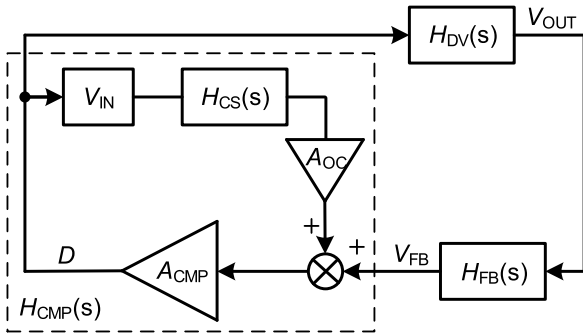 H_DV(s)
V_OUT
V_IN
H_CS(s)
A_OC
+
+
D
A_CMP
V_FB
H_FB(s)
H_CMP(s)